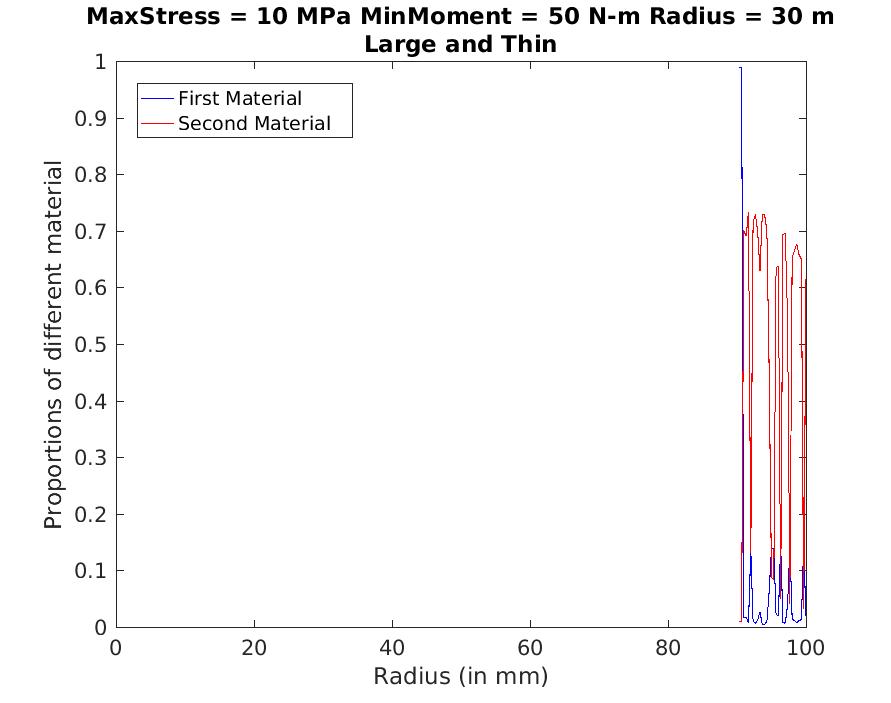 MaxStress = 10 MPa MinMoment = 50 N-m Radius = 30 m
Large and Thin
1
First Material
Second Material
0.9
0.8
0.7
0.6
0.5
0.4
0.3
0.2
0.1
0
Proportions of different material
0
20
40
60
80
100
Radius (in mm)